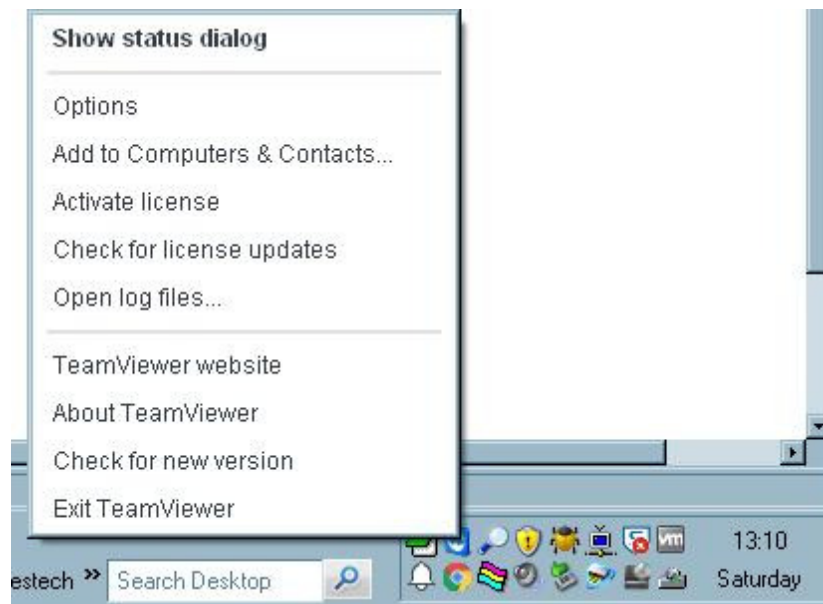 Show status dialog
Options
Add to Computers & Contacts...
Activate license
Check for license updates
Open log files...
TeamViewer website
About TeamViewer
Check for new version
Exit TeamViewer
estech » Search Desktop
vm 13:10
Saturday